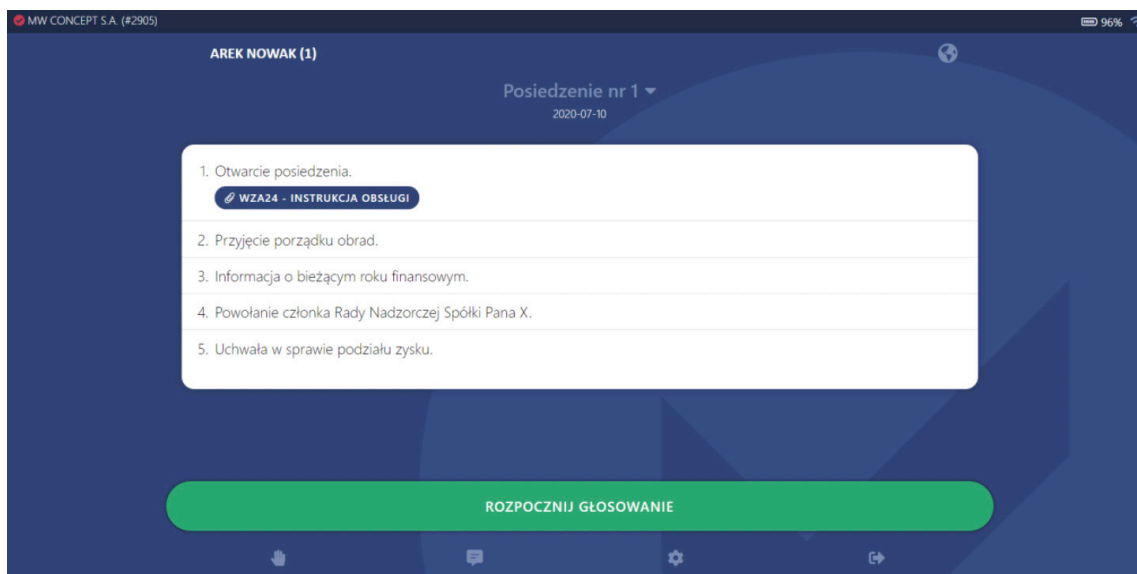 MW CONCEPT S.A. (#2905)
96%
AREK NOWAK (1)
Posiedzenie nr 1
2020-07-10
1. Otwarcie posiedzenia.
WZA24 - INSTRUKCJA OBSŁUGI
2. Przyjęcie porządku obrad.
3. Informacja o bieżącym roku finansowym.
4. Powołanie członka Rady Nadzorczej Spółki Pana X.
5. Uchwała w sprawie podziału zysku.
ROZPOCZNIJ GŁOSOWANIE